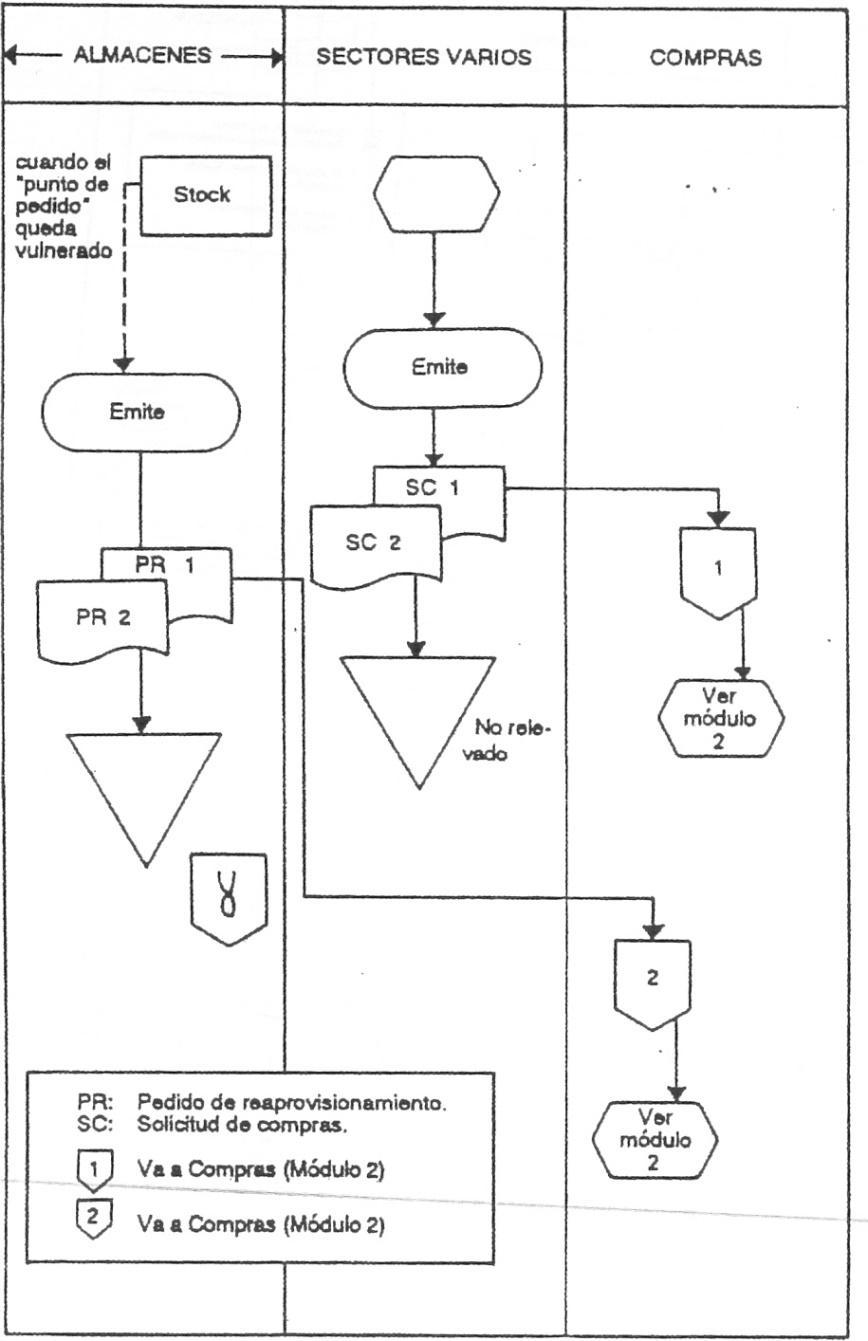 ALMACENES
SECTORES VARIOS
COMPRAS
cuando el
"punto de
pedido"
queda
vulnerado
Stock
Emite
PR 1
PR 2
Emite
SC 1
SC 2
No rele-
vado
1
Ver
módulo
2
2
Ver
módulo
2
PR: Pedido de reaprovisionamiento.
SC: Solicitud de compras.
1 Va a Compras (Módulo 2)
2 Va a Compras (Módulo 2)